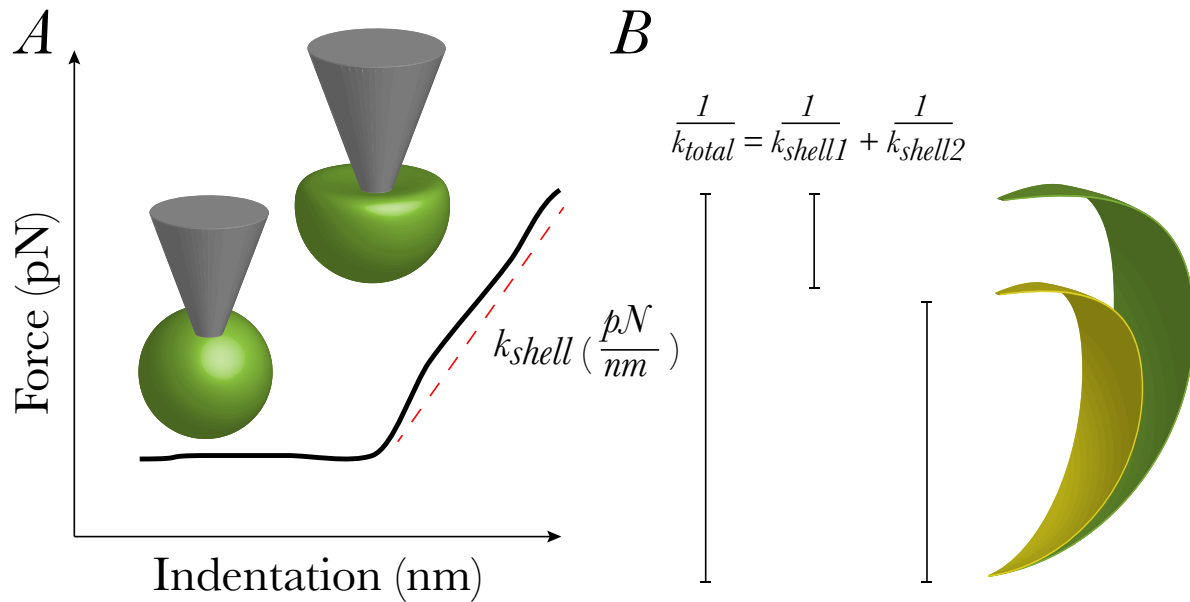 A
Force (pN)
Indentation (nm)
k_shell (pN/nm)
B
1/k_total = 1/k_shell1 + 1/k_shell2